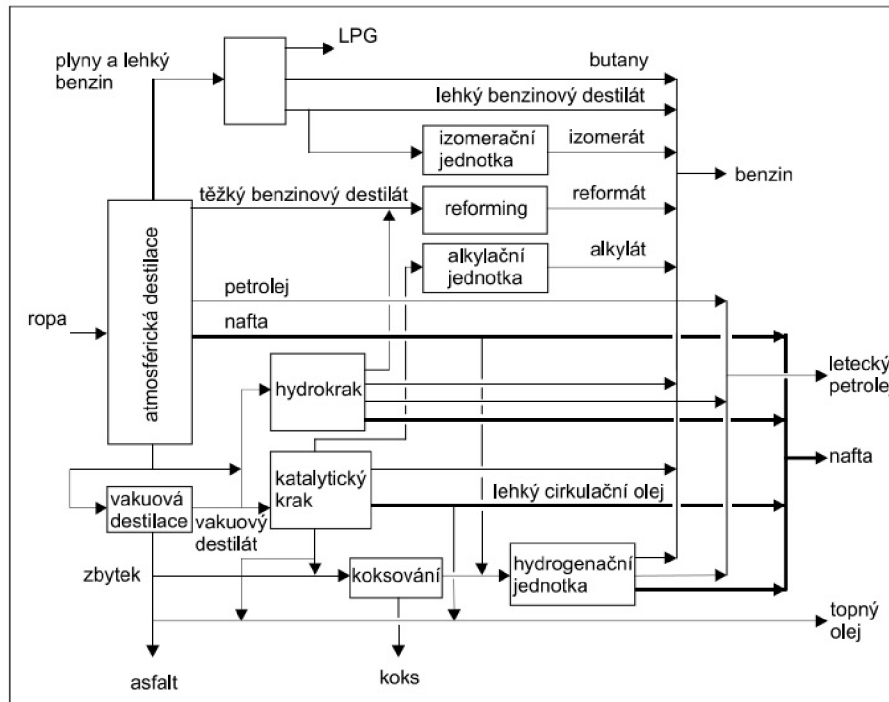 LPG
plyny a lehký
benzin
butany
lehký benzinový destilát
izomerační
jednotka
izomerát
benzin
těžký benzinový destilát
reforming
reformát
alkylační
jednotka
alkylát
atmosférická destilace
petrolej
ropa
nafta
letecký
petrolej
hydrokrak
nafta
katalytický
krak
lehký cirkulační olej
vakuová
destilace
vakuový
destilát
zbytek
koksování
hydrogenační
jednotka
topný
olej
asfalt
koks